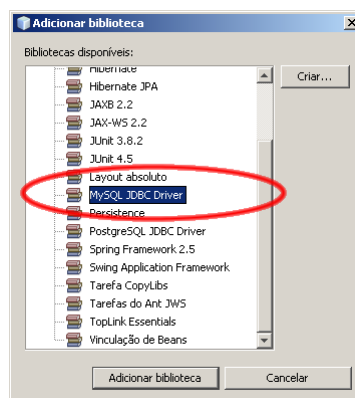 Adicionar biblioteca
Bibliotecas disponíveis:
Hibernate
Criar...
Hibernate JPA
JAXB 2.2
JAX-WS 2.2
JUnit 3.8.2
JUnit 4.5
Layout absoluto
MySQL JDBC Driver
Persistence
PostgreSQL JDBC Driver
Spring Framework 2.5
Swing Application Framework
Tarefa CopyLibs
Tarefas do Ant JWS
TopLink Essentials
Vinculação de Beans
Adicionar biblioteca
Cancelar